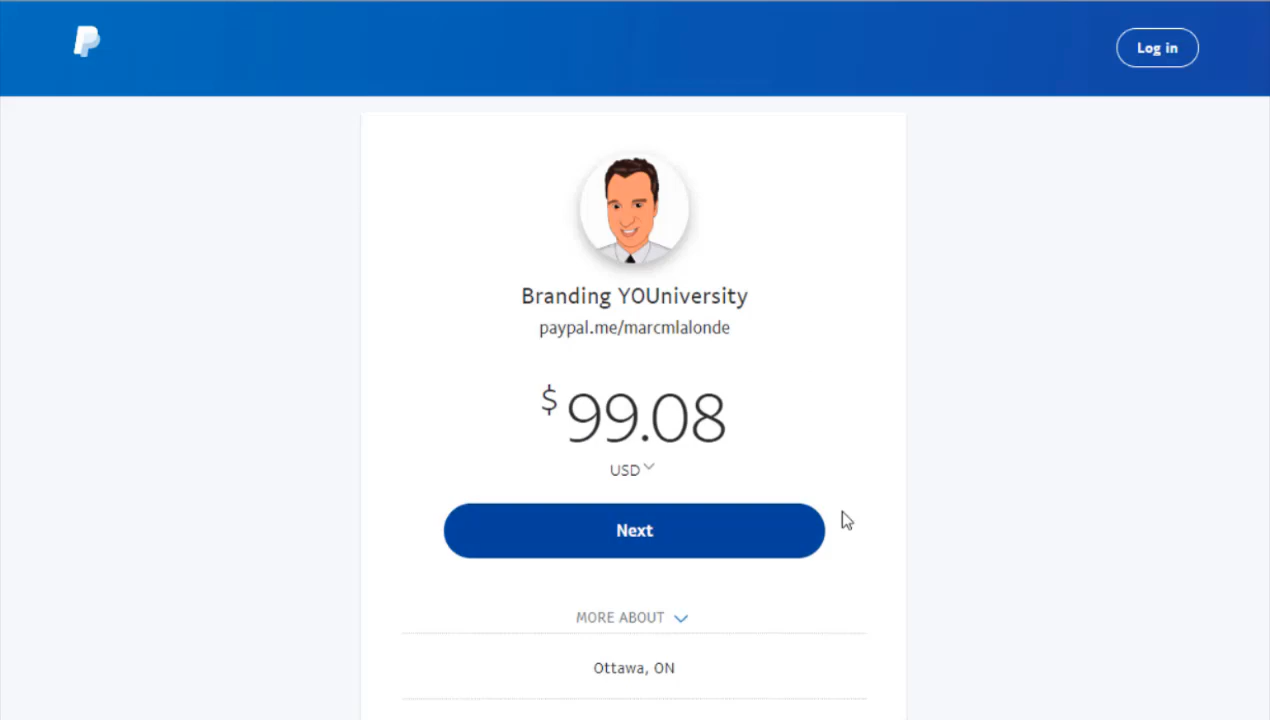 Log in
Branding YOUniversity
paypal.me/marcmlalonde
$ 99.08
USD
Next
MORE ABOUT
Ottawa, ON